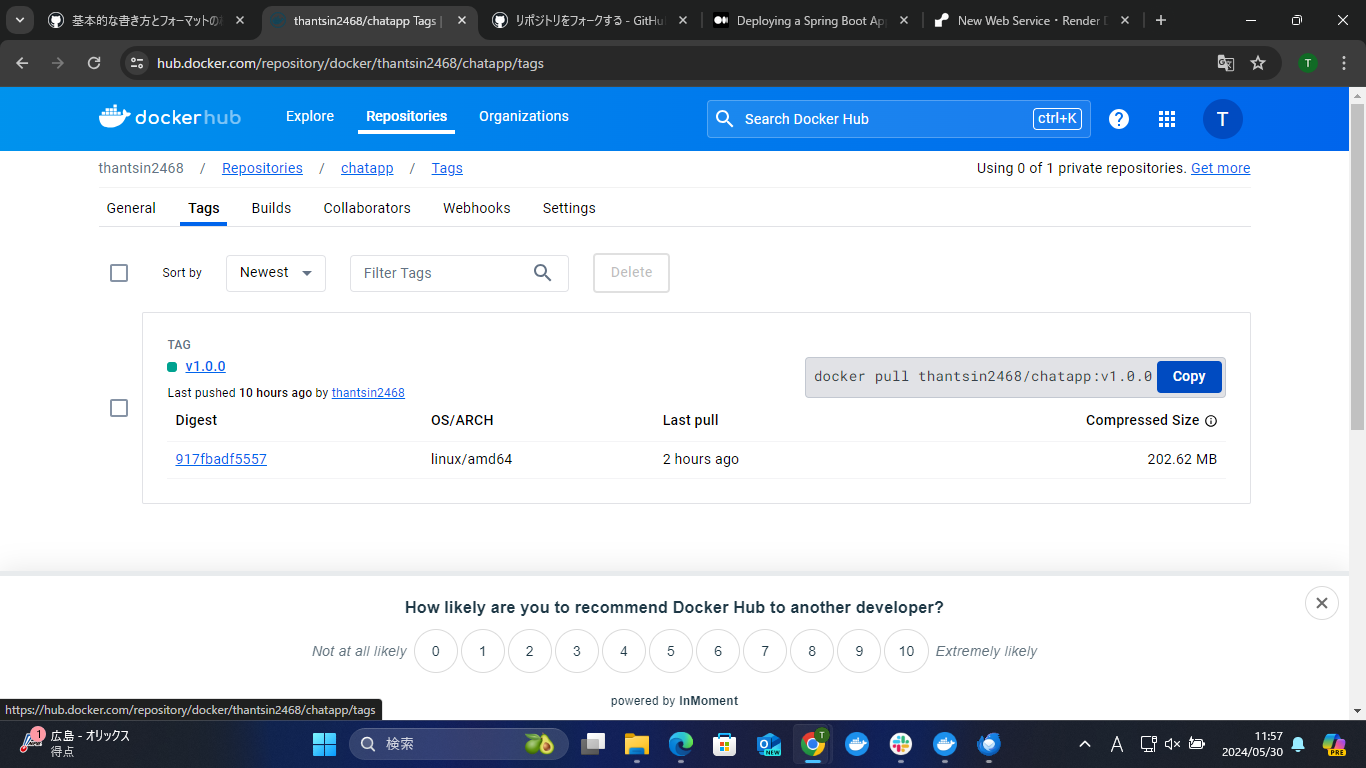 基本的な書き方とフォーマットの
thantsin2468/chatapp Tags |
リポジトリをフォークする - GitHu
Deploying a Spring Boot Ap
New Web Service・Render D
hub.docker.com/repository/docker/thantsin2468/chatapp/tags
T
dockerhub
Explore
Repositories
Organizations
Search Docker Hub
ctrl+K
?
T
thantsin2468 / Repositories / chatapp / Tags
Using 0 of 1 private repositories. Get more
General
Tags
Builds
Collaborators
Webhooks
Settings
Sort by
Newest
Filter Tags
Delete
TAG
v1.0.0
docker pull thantsin2468/chatapp:v1.0.0
Copy
Last pushed 10 hours ago by thantsin2468
Digest
OS/ARCH
Last pull
Compressed Size
917fbadf5557
linux/amd64
2 hours ago
202.62 MB
How likely are you to recommend Docker Hub to another developer?
Not at all likely
0
1
2
3
4
5
6
7
8
9
10
Extremely likely
powered by InMoment
https://hub.docker.com/repository/docker/thantsin2468/chatapp/tags
1
広島 - オリックス
得点
検索
NEW
T
A
11:57
2024/05/30
PRE